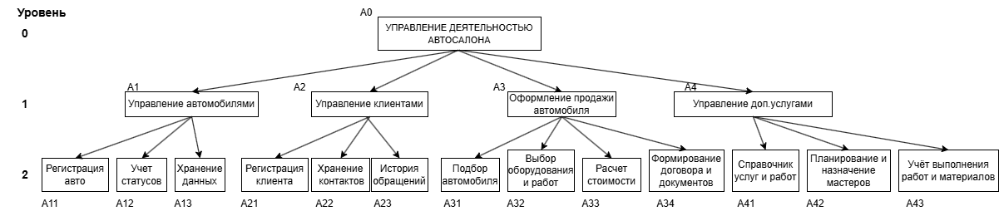 Уровень
0
A0
УПРАВЛЕНИЕ ДЕЯТЕЛЬНОСТЬЮ
АВТОСАЛОНА
1
A1
Управление автомобилями
A2
Управление клиентами
A3
Оформление продажи
автомобиля
A4
Управление доп.услугами
2
Регистрация
авто
Учет
статусов
Хранение
данных
Регистрация
клиента
Хранение
контактов
История
обращений
Подбор
автомобиля
Выбор
оборудования
и работ
Расчет
стоимости
Формирование
договора и
документов
Справочник
услуг и работ
Планирование и
назначение
мастеров
Учёт выполнения
работ и материалов
A11
A12
A13
A21
A22
A23
A31
A32
A33
A34
A41
A42
A43